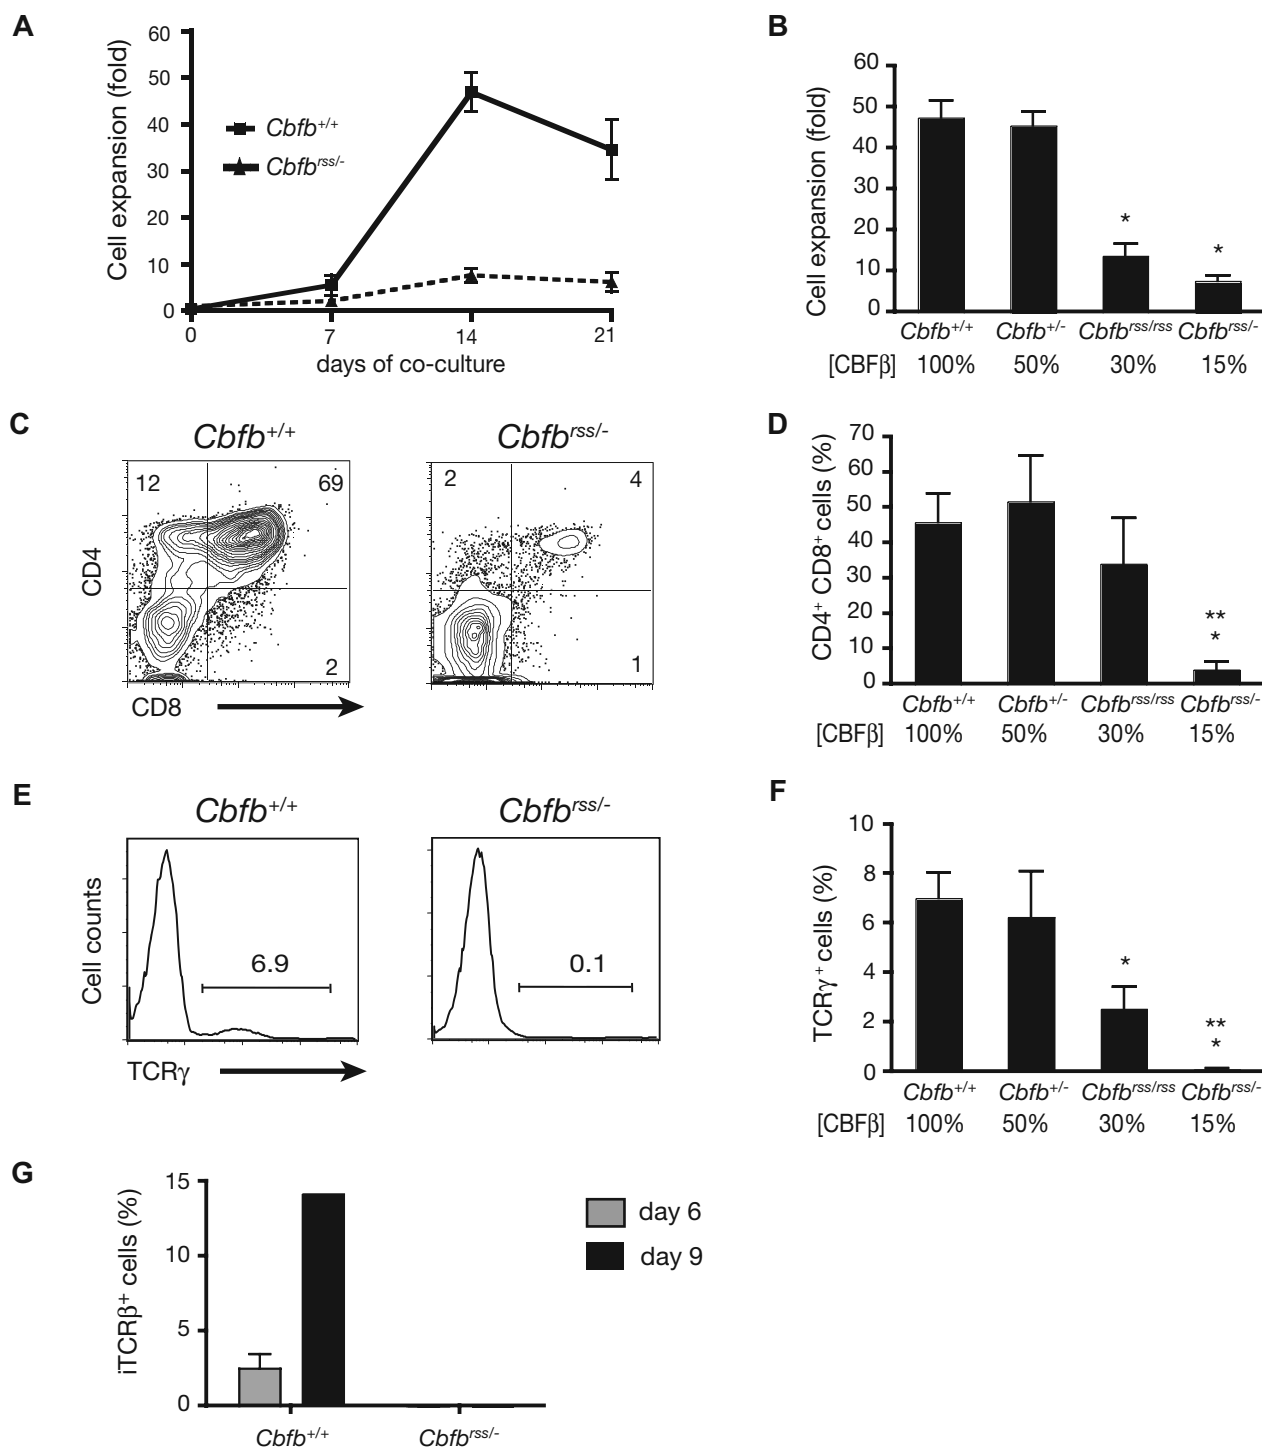 A
Cell expansion (fold)
60
50
40
30
20
10
0
0 7 14 21
days of co-culture
Cbfb+/+
Cbfbrss/-
B
Cell expansion (fold)
60
50
40
30
20
10
0
* *
Cbfb+/+ Cbfb+/- Cbfbrss/rss Cbfbrss/-
[CBFβ] 100% 50% 30% 15%
C
Cbfb+/+ Cbfbrss/-
CD4
12 69
2
2 4
1
CD8
D
CD4+ CD8+ cells (%)
70
60
50
40
30
20
10
0
**
*
Cbfb+/+ Cbfb+/- Cbfbrss/rss Cbfbrss/-
[CBFβ] 100% 50% 30% 15%
E
Cbfb+/+ Cbfbrss/-
Cell counts
6.9 0.1
TCRγ
F
TCRγ+ cells (%)
10
8
6
4
2
0
*
**
*
Cbfb+/+ Cbfb+/- Cbfbrss/rss Cbfbrss/-
[CBFβ] 100% 50% 30% 15%
G
iTCRβ+ cells (%)
15
10
5
0
Cbfb+/+ Cbfbrss/-
day 6
day 9